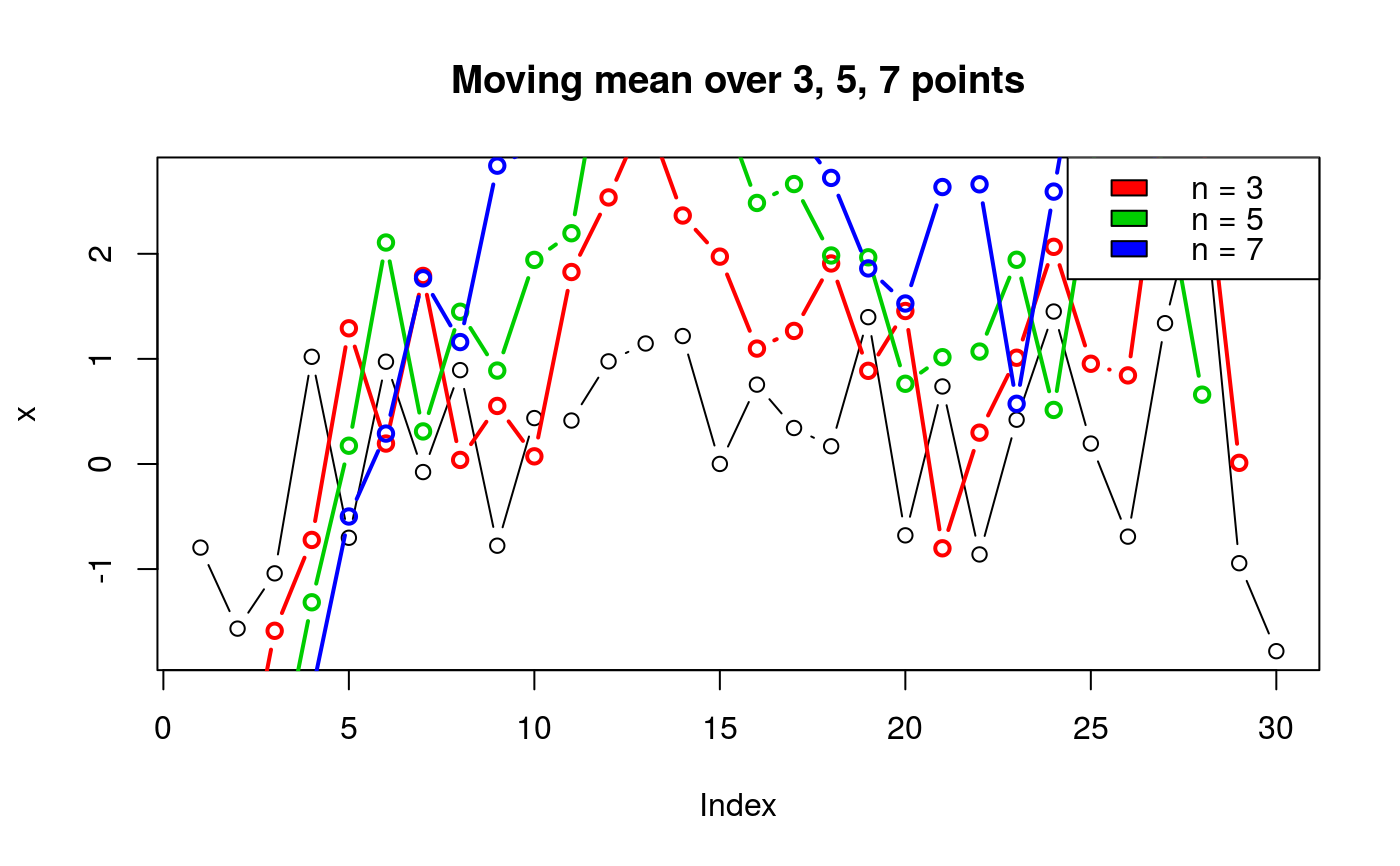 Moving mean over 3, 5, 7 points
n = 3
n = 5
n = 7
x
2
1
0
-1
0 5 10 15 20 25 30
Index